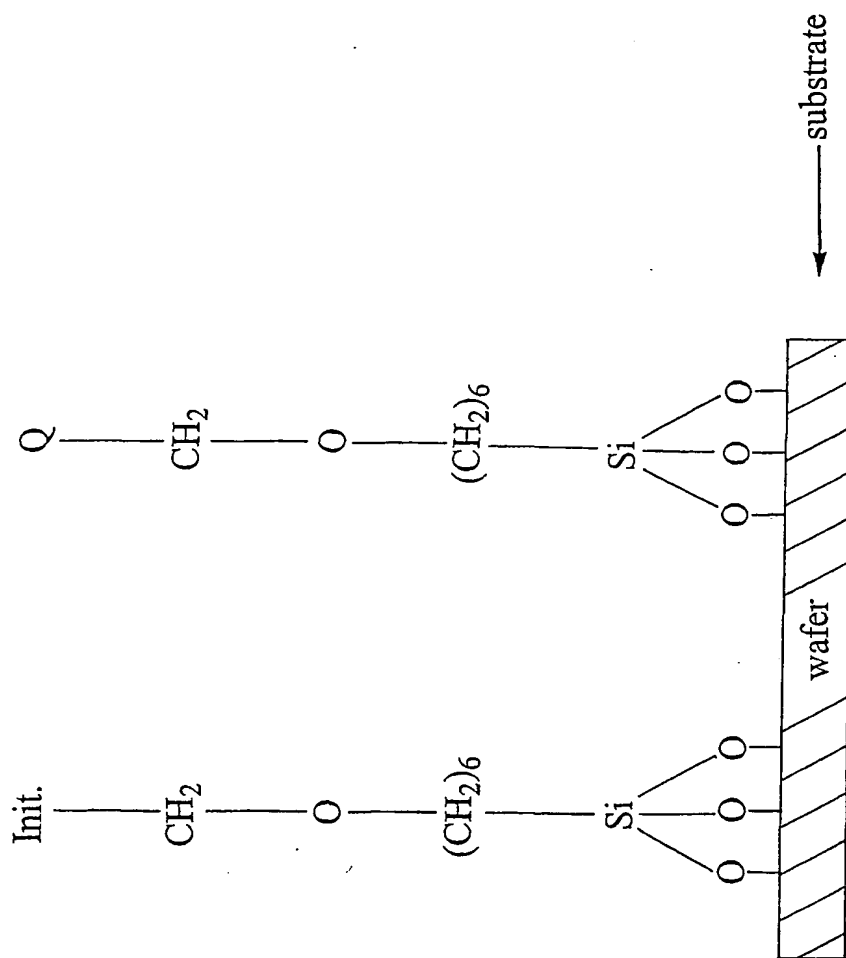 Init.
Q
CH2
CH2
O
O
(CH2)6
(CH2)6
Si
Si
O O O
O O O
wafer
substrate